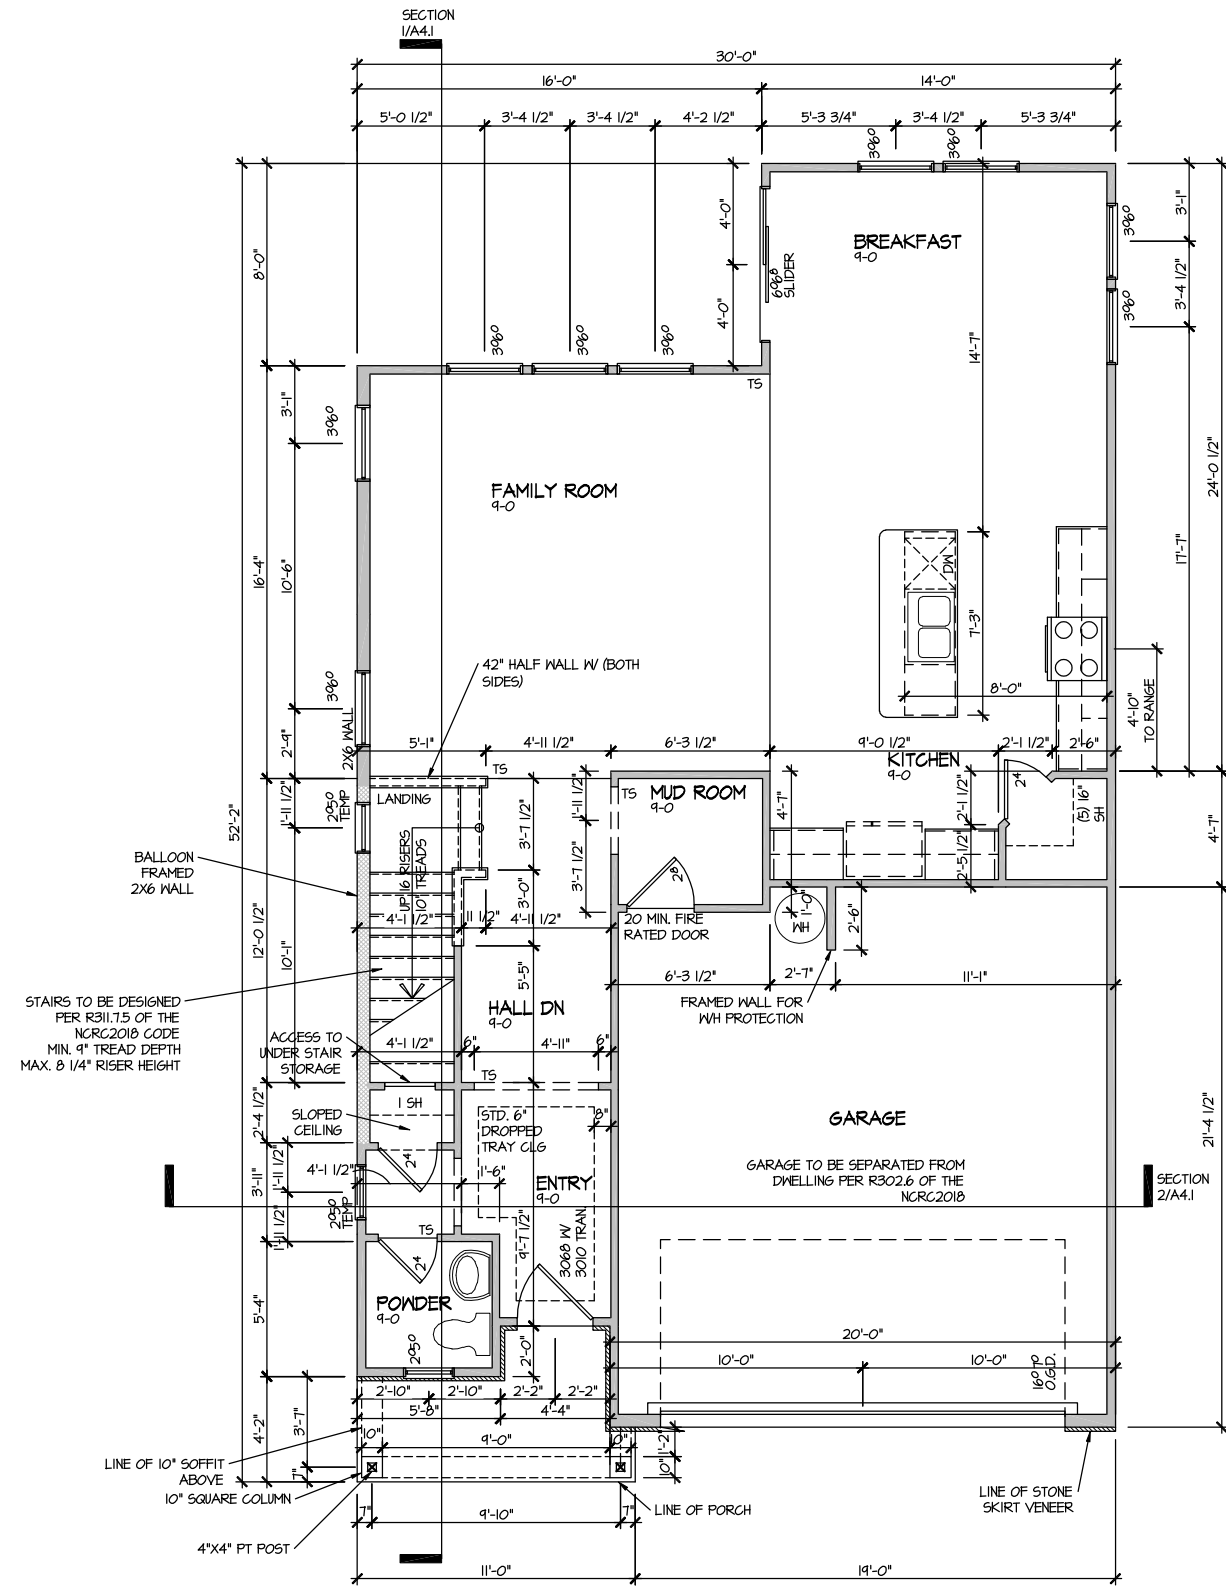 SECTION
1/A4.1
30'-0"
16'-0"
14'-0"
5'-0 1/2"
3'-4 1/2"
3'-4 1/2"
4'-2 1/2"
5'-3 3/4"
3'-4 1/2"
5'-3 3/4"
3060
3060
4'-0"
3'-1"
3060
BREAKFAST
9-0
8'-0"
6068
SLIDER
3'-4 1/2"
4'-0"
3060
3060
3060
3060
14'-7"
TS
3'-1"
3060
24'-0 1/2"
FAMILY ROOM
9-0
17'-7"
16'-4"
10'-6"
DW
7'-3"
42" HALF WALL W/ (BOTH
SIDES)
3060
8'-0"
4'-10"
TO RANGE
2X6 WALL
2'-9"
5'-1"
4'-11 1/2"
6'-3 1/2"
9'-0 1/2"
2'-1 1/2"
2'-6"
KITCHEN
9-0
TS
24
LANDING
TS
MUD ROOM
9-0
4'-7"
2'-1 1/2"
(5) 16"
SH
2050
TEMP
1'-11 1/2"
1'-11 1/2"
52'-2"
3'-7 1/2"
4'-7"
BALLOON
FRAMED
2X6 WALL
UP 16 RISERS
10" TREADS
3'-7 1/2"
28
2'-5 1/2"
3'-0"
4'-1 1/2"
11 1/2"
4'-11 1/2"
20 MIN. FIRE
RATED DOOR
1'-0"
WH
2'-6"
12'-0 1/2"
10'-1"
5'-5"
6'-3 1/2"
2'-7"
11'-1"
STAIRS TO BE DESIGNED
PER R311.7.5 OF THE
NCRC2018 CODE
MIN. 9" TREAD DEPTH
MAX. 8 1/4" RISER HEIGHT
HALL DN
9-0
FRAMED WALL FOR
W/H PROTECTION
ACCESS TO
UNDER STAIR
STORAGE
4'-1 1/2"
6"
4'-11"
6"
TS
1 SH
2'-4 1/2"
SLOPED
CEILING
STD. 6"
DROPPED
TRAY CLG
8"
GARAGE
21'-4 1/2"
24
4'-1 1/2"
1'-6"
3'-11"
1'-11 1/2"
ENTRY
9-0
GARAGE TO BE SEPARATED FROM
DWELLING PER R302.6 OF THE
NCRC2018
SECTION
2/A4.1
2050
TEMP
1'-11 1/2"
TS
9'-7 1/2"
3068 W/
3010 TRAN.
24
POWDER
9-0
5'-4"
2050
2'-0"
20'-0"
10'-0"
10'-0"
16070
O.G.D.
2'-10"
2'-10"
2'-2"
2'-2"
5'-8"
4'-4"
4'-2"
3'-7"
10"
9'-0"
10"
1'-2"
10"
7"
LINE OF 10" SOFFIT
ABOVE
10" SQUARE COLUMN
LINE OF PORCH
LINE OF STONE
SKIRT VENEER
7"
9'-10"
7"
4"X4" PT POST
11'-0"
19'-0"